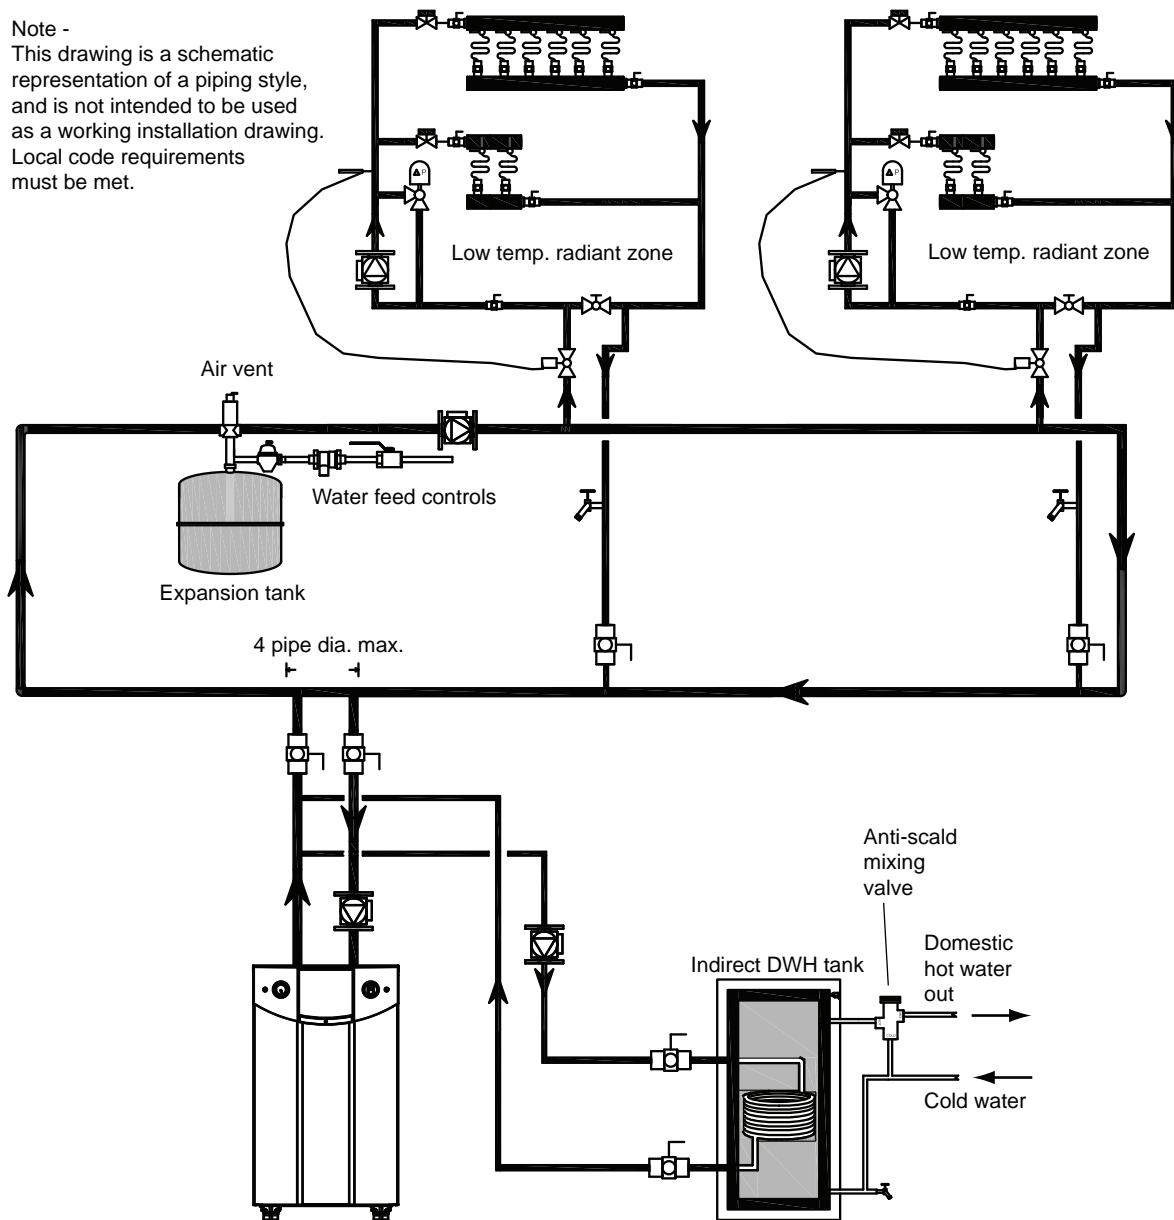 Note -
This drawing is a schematic
representation of a piping style,
and is not intended to be used
as a working installation drawing.
Local code requirements
must be met.
P
P
Low temp. radiant zone
Low temp. radiant zone
Air vent
Water feed controls
Expansion tank
4 pipe dia. max.
Anti-scald
mixing
valve
Indirect DWH tank
Domestic
hot water
out
Cold water